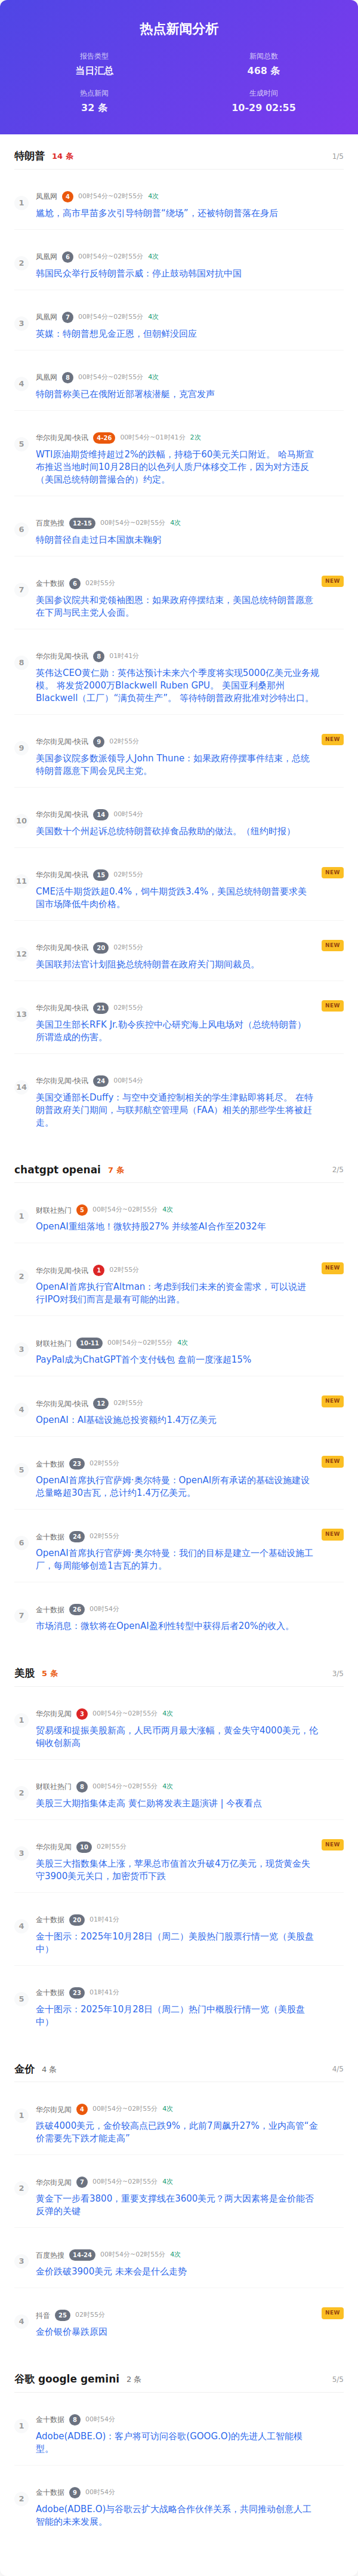 热点新闻分析
报告类型
当日汇总
新闻总数
468 条
热点新闻
32 条
生成时间
10-29 02:55
特朗普 14 条 1/5
1
凤凰网 4 00时54分~02时55分 4次
尴尬，高市早苗多次引导特朗普“绕场”，还被特朗普落在身后
2
凤凰网 6 00时54分~02时55分 4次
韩国民众举行反特朗普示威：停止鼓动韩国对抗中国
3
凤凰网 7 00时54分~02时55分 4次
英媒：特朗普想见金正恩，但朝鲜没回应
4
凤凰网 8 00时54分~02时55分 4次
特朗普称美已在俄附近部署核潜艇，克宫发声
5
华尔街见闻-快讯 4-26 00时54分~01时41分 2次
WTI原油期货维持超过2%的跌幅，持稳于60美元关口附近。 哈马斯宣
布推迟当地时间10月28日的以色列人质尸体移交工作，因为对方违反
（美国总统特朗普撮合的）约定。
6
百度热搜 12-15 00时54分~02时55分 4次
特朗普径自走过日本国旗未鞠躬
7
金十数据 6 02时55分 NEW
美国参议院共和党领袖图恩：如果政府停摆结束，美国总统特朗普愿意
在下周与民主党人会面。
8
华尔街见闻-快讯 8 01时41分
英伟达CEO黄仁勋：英伟达预计未来六个季度将实现5000亿美元业务规
模。 将发货2000万Blackwell Ruben GPU。 美国亚利桑那州
Blackwell（工厂）“满负荷生产”。 等待特朗普政府批准对沙特出口。
9
华尔街见闻-快讯 9 02时55分 NEW
美国参议院多数派领导人John Thune：如果政府停摆事件结束，总统
特朗普愿意下周会见民主党。
10
华尔街见闻-快讯 14 00时54分
美国数十个州起诉总统特朗普砍掉食品救助的做法。（纽约时报）
11
华尔街见闻-快讯 15 02时55分 NEW
CME活牛期货跌超0.4%，饲牛期货跌3.4%，美国总统特朗普要求美
国市场降低牛肉价格。
12
华尔街见闻-快讯 20 02时55分 NEW
美国联邦法官计划阻挠总统特朗普在政府关门期间裁员。
13
华尔街见闻-快讯 21 02时55分 NEW
美国卫生部长RFK Jr.勒令疾控中心研究海上风电场对（总统特朗普）
所谓造成的伤害。
14
华尔街见闻-快讯 24 00时54分
美国交通部长Duffy：与空中交通控制相关的学生津贴即将耗尽。 在特
朗普政府关门期间，与联邦航空管理局（FAA）相关的那些学生将被赶
走。
chatgpt openai 7 条 2/5
1
财联社热门 5 00时54分~02时55分 4次
OpenAI重组落地！微软持股27% 并续签AI合作至2032年
2
华尔街见闻-快讯 1 02时55分 NEW
OpenAI首席执行官Altman：考虑到我们未来的资金需求，可以说进
行IPO对我们而言是最有可能的出路。
3
财联社热门 10-11 00时54分~02时55分 4次
PayPal成为ChatGPT首个支付钱包 盘前一度涨超15%
4
华尔街见闻-快讯 12 02时55分 NEW
OpenAI：AI基础设施总投资额约1.4万亿美元
5
金十数据 23 02时55分 NEW
OpenAI首席执行官萨姆·奥尔特曼：OpenAI所有承诺的基础设施建设
总量略超30吉瓦，总计约1.4万亿美元。
6
金十数据 24 02时55分 NEW
OpenAI首席执行官萨姆·奥尔特曼：我们的目标是建立一个基础设施工
厂，每周能够创造1吉瓦的算力。
7
金十数据 26 00时54分
市场消息：微软将在OpenAI盈利性转型中获得后者20%的收入。
美股 5 条 3/5
1
华尔街见闻 3 00时54分~02时55分 4次
贸易缓和提振美股新高，人民币两月最大涨幅，黄金失守4000美元，伦
铜收创新高
2
财联社热门 8 00时54分~02时55分 4次
美股三大期指集体走高 黄仁勋将发表主题演讲 | 今夜看点
3
华尔街见闻 10 02时55分 NEW
美股三大指数集体上涨，苹果总市值首次升破4万亿美元，现货黄金失
守3900美元关口，加密货币下跌
4
金十数据 20 01时41分
金十图示：2025年10月28日（周二）美股热门股票行情一览（美股盘
中）
5
金十数据 23 01时41分
金十图示：2025年10月28日（周二）热门中概股行情一览（美股盘
中）
金价 4 条 4/5
1
华尔街见闻 4 00时54分~02时55分 4次
跌破4000美元，金价较高点已跌9%，此前7周飙升27%，业内高管“金
价需要先下跌才能走高”
2
华尔街见闻 7 00时54分~02时55分 4次
黄金下一步看3800，重要支撑线在3600美元？两大因素将是金价能否
反弹的关键
3
百度热搜 14-24 00时54分~02时55分 4次
金价跌破3900美元 未来会是什么走势
4
抖音 25 02时55分 NEW
金价银价暴跌原因
谷歌 google gemini 2 条 5/5
1
金十数据 8 00时54分
Adobe(ADBE.O)：客户将可访问谷歌(GOOG.O)的先进人工智能模
型。
2
金十数据 9 00时54分
Adobe(ADBE.O)与谷歌云扩大战略合作伙伴关系，共同推动创意人工
智能的未来发展。